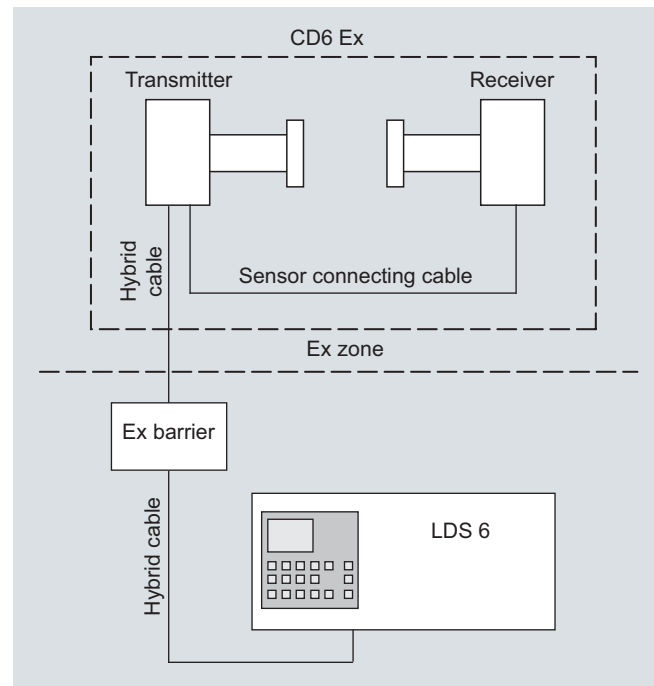 CD6 Ex
Transmitter
Receiver
Hybrid
cable
Sensor connecting cable
Ex zone
Ex barrier
Hybrid cable
LDS 6